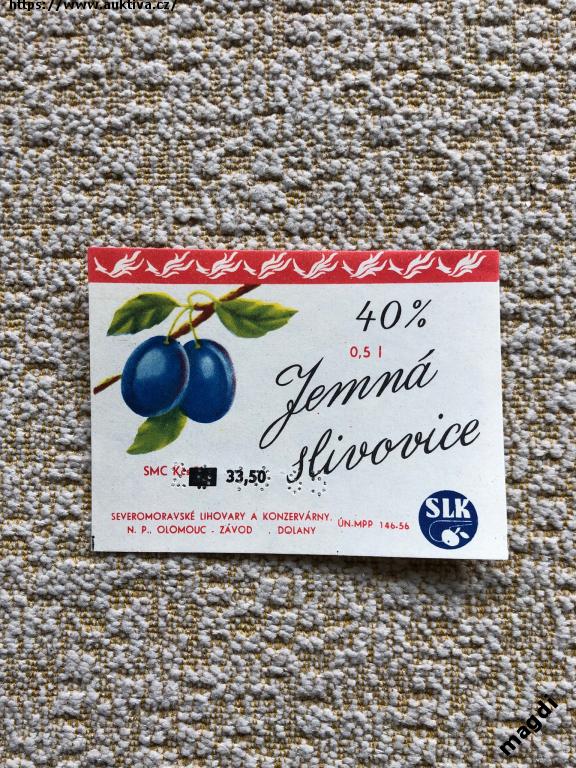 https://www.auktiva.cz/
40%
0,5 l
Jemná
slivovice
SMC 33,50
SEVEROMORAVSKÉ LIHOVARY A KONZERVÁRNY,
N. P., OLOMOUC - ZÁVOD DOLANY
ÚN-MPP 146-56
SLK
magdi